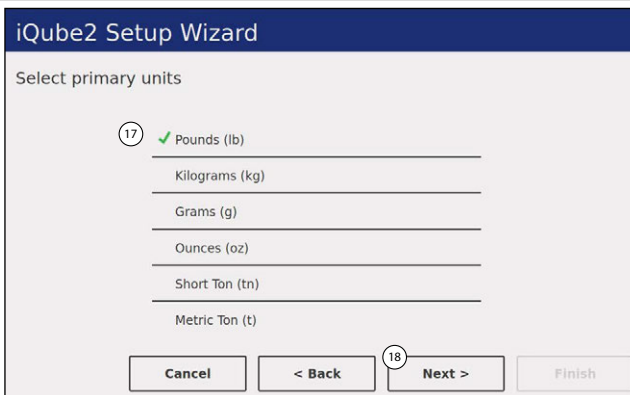 iQube2 Setup Wizard
Select primary units
17 ✓ Pounds (lb)
Kilograms (kg)
Grams (g)
Ounces (oz)
Short Ton (tn)
Metric Ton (t)
18
Cancel < Back Next > Finish